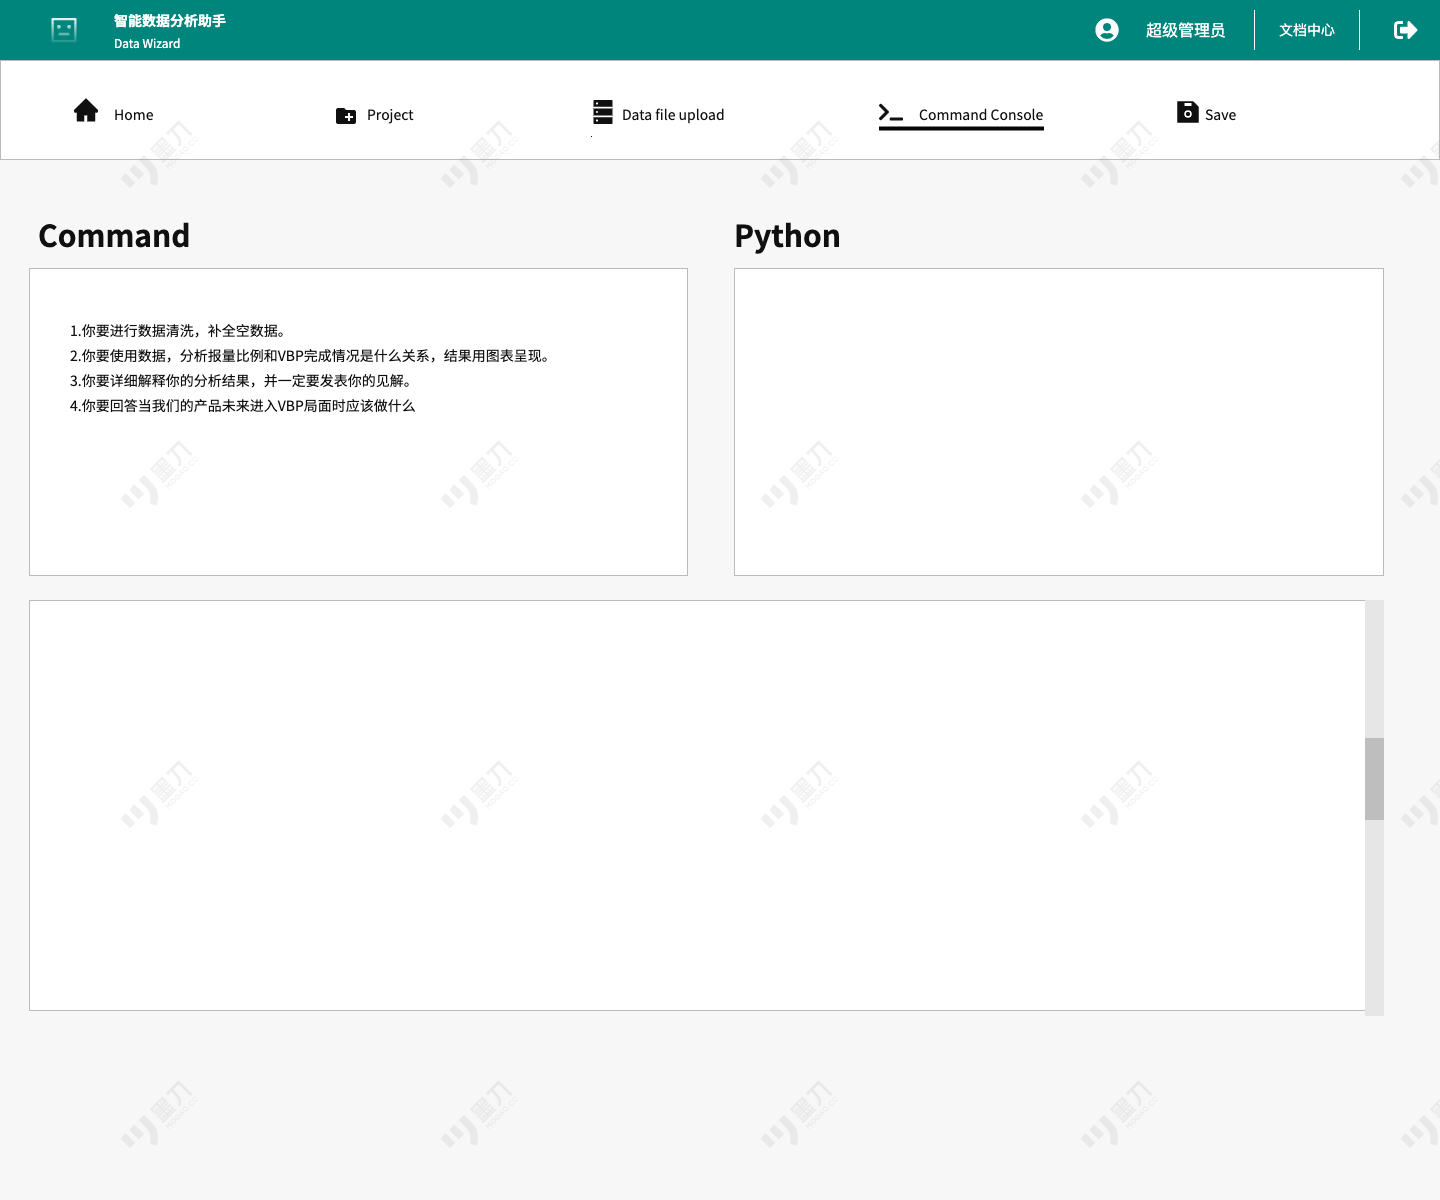 智能数据分析助手
Data Wizard
超级管理员
文档中心
Home
Project
Data file upload
Command Console
Save
Command
Python
1.你要进行数据清洗，补全空数据。
2.你要使用数据，分析报量比例和VBP完成情况是什么关系，结果用图表呈现。
3.你要详细解释你的分析结果，并一定要发表你的见解。
4.你要回答当我们的产品未来进入VBP局面时应该做什么
墨刀